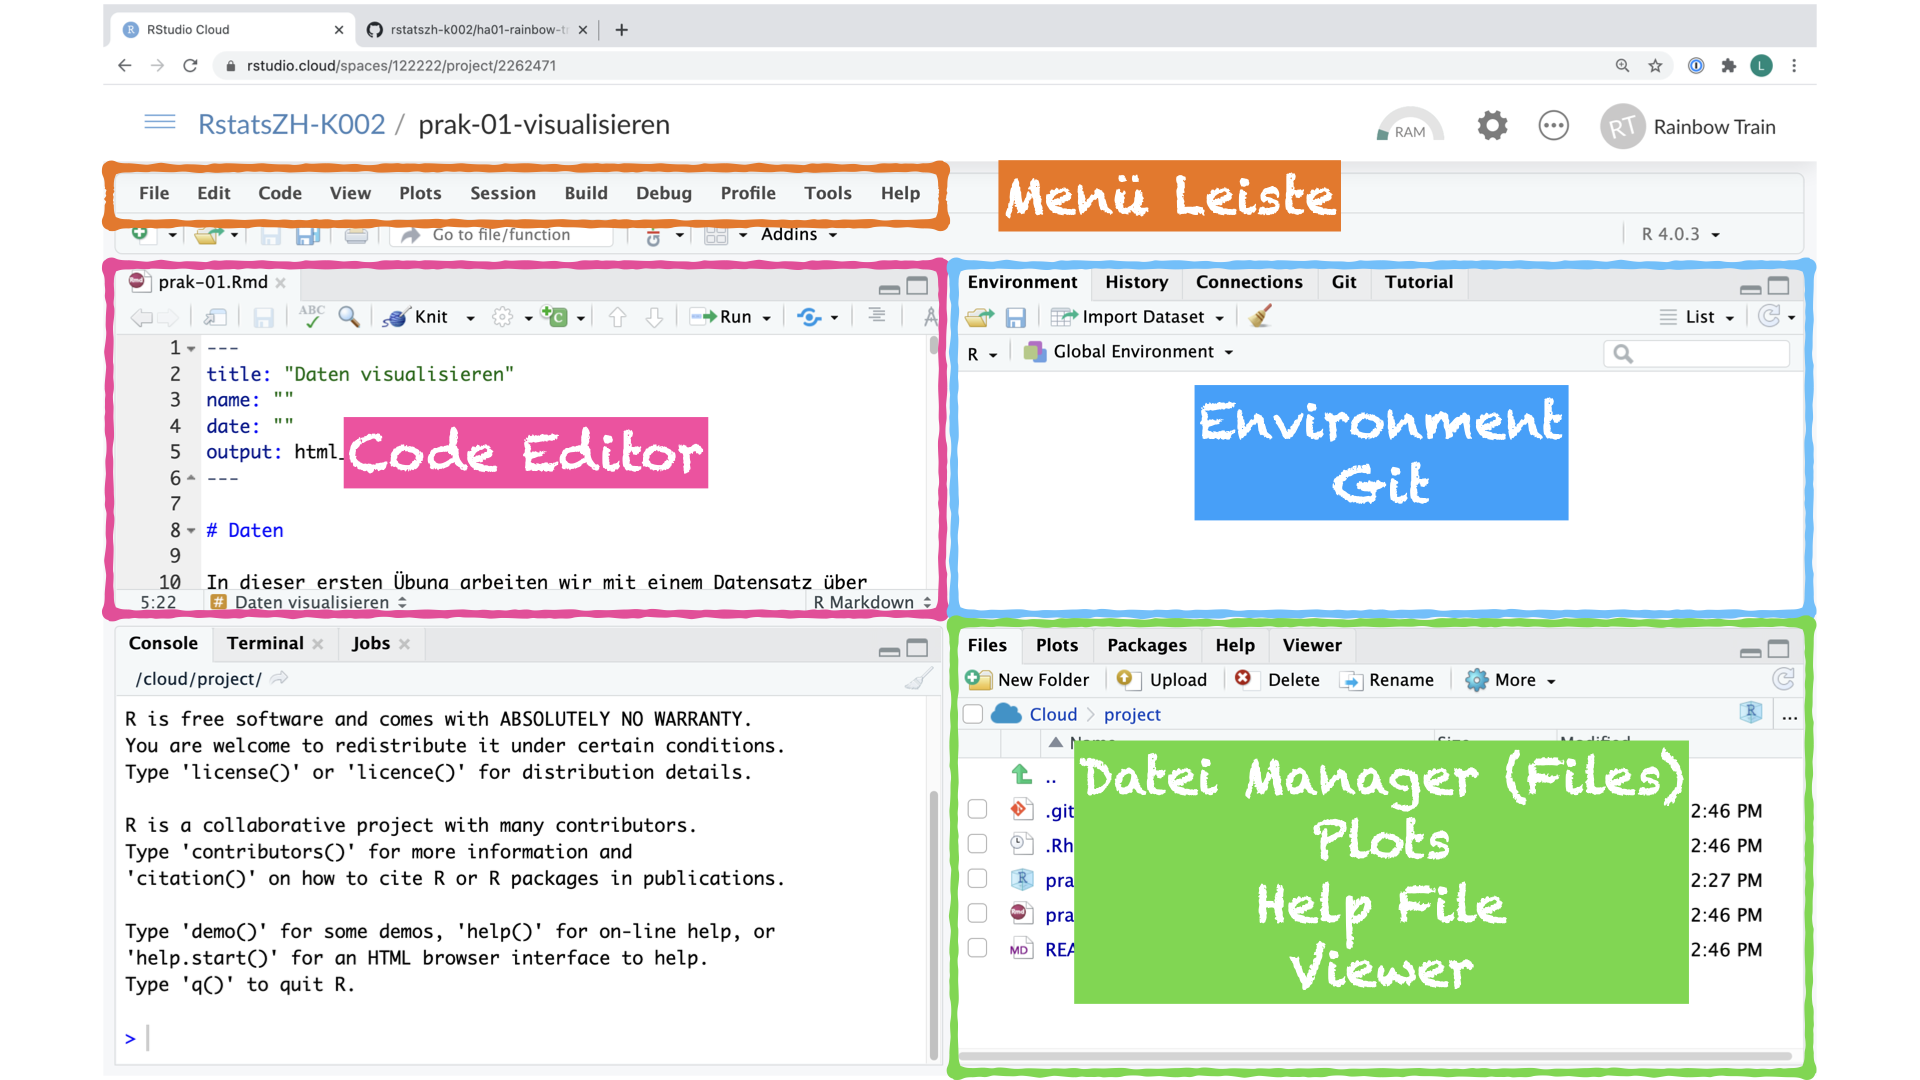 RStudio Cloud
rstatszh-k002/ha01-rainbow-t
rstudio.cloud/spaces/122222/project/2262471
L
RstatsZH-K002 / prak-01-visualisieren
RAM
RT Rainbow Train
File Edit Code View Plots Session Build Debug Profile Tools Help
Menü Leiste
Go to file/function
Addins
R 4.0.3
prak-01.Rmd
ABC
Knit
Run
1 ---
2 title: "Daten visualisieren"
3 name: ""
4 date: ""
5 output: html_
6 ---
7
8 # Daten
9
10 In dieser ersten Übung arbeiten wir mit einem Datensatz über
5:22 # Daten visualisieren R Markdown
Code Editor
Environment History Connections Git Tutorial
Import Dataset
List
R Global Environment
Environment
Git
Console Terminal Jobs
/cloud/project/
R is free software and comes with ABSOLUTELY NO WARRANTY.
You are welcome to redistribute it under certain conditions.
Type 'license()' or 'licence()' for distribution details.
R is a collaborative project with many contributors.
Type 'contributors()' for more information and
'citation()' on how to cite R or R packages in publications.
Type 'demo()' for some demos, 'help()' for on-line help, or
'help.start()' for an HTML browser interface to help.
Type 'q()' to quit R.
>
Files Plots Packages Help Viewer
New Folder Upload Delete Rename More
Cloud project ...
Name Size Modified
..
.git 2:46 PM
.Rh 2:46 PM
pra 2:27 PM
pra 2:46 PM
REA 2:46 PM
Datei Manager (Files)
Plots
Help File
Viewer